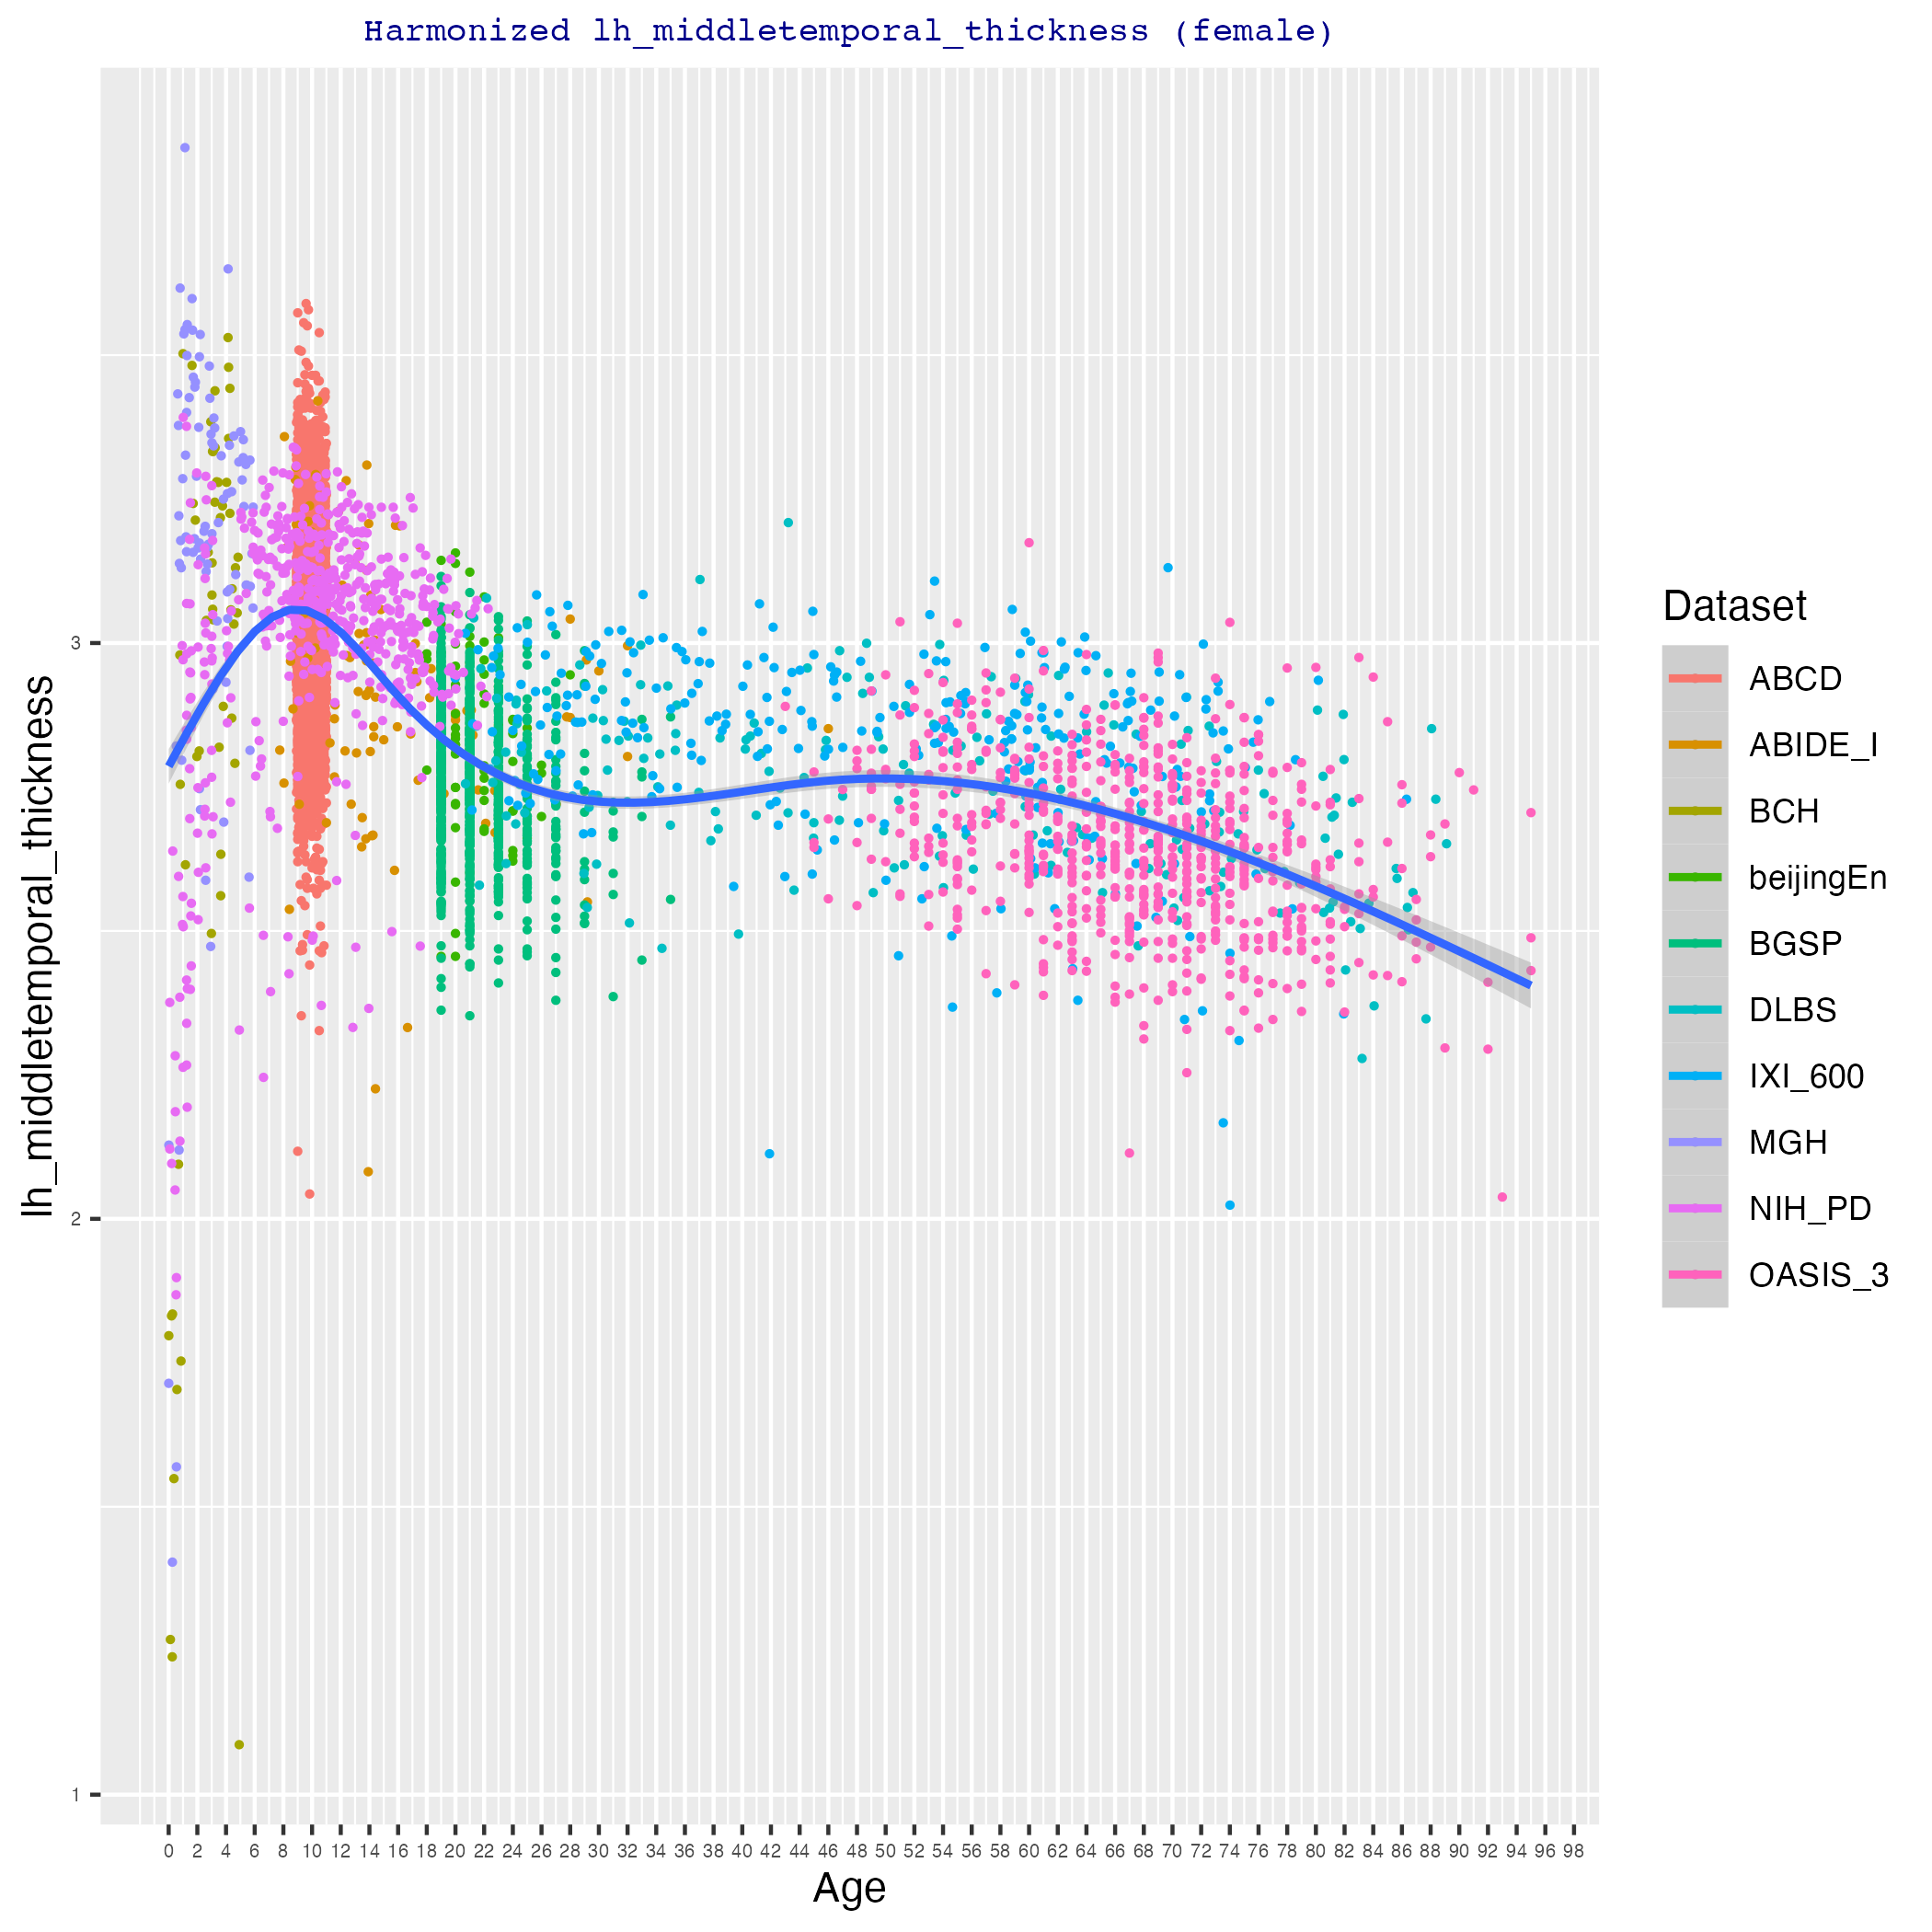 Harmonized lh_middletemporal_thickness (female)
lh_middletemporal_thickness
3
2
1
0 2 4 6 8 10 12 14 16 18 20 22 24 26 28 30 32 34 36 38 40 42 44 46 48 50 52 54 56 58 60 62 64 66 68 70 72 74 76 78 80 82 84 86 88 90 92 94 96 98
Age
Dataset
ABCD
ABIDE_I
BCH
beijingEn
BGSP
DLBS
IXI_600
MGH
NIH_PD
OASIS_3